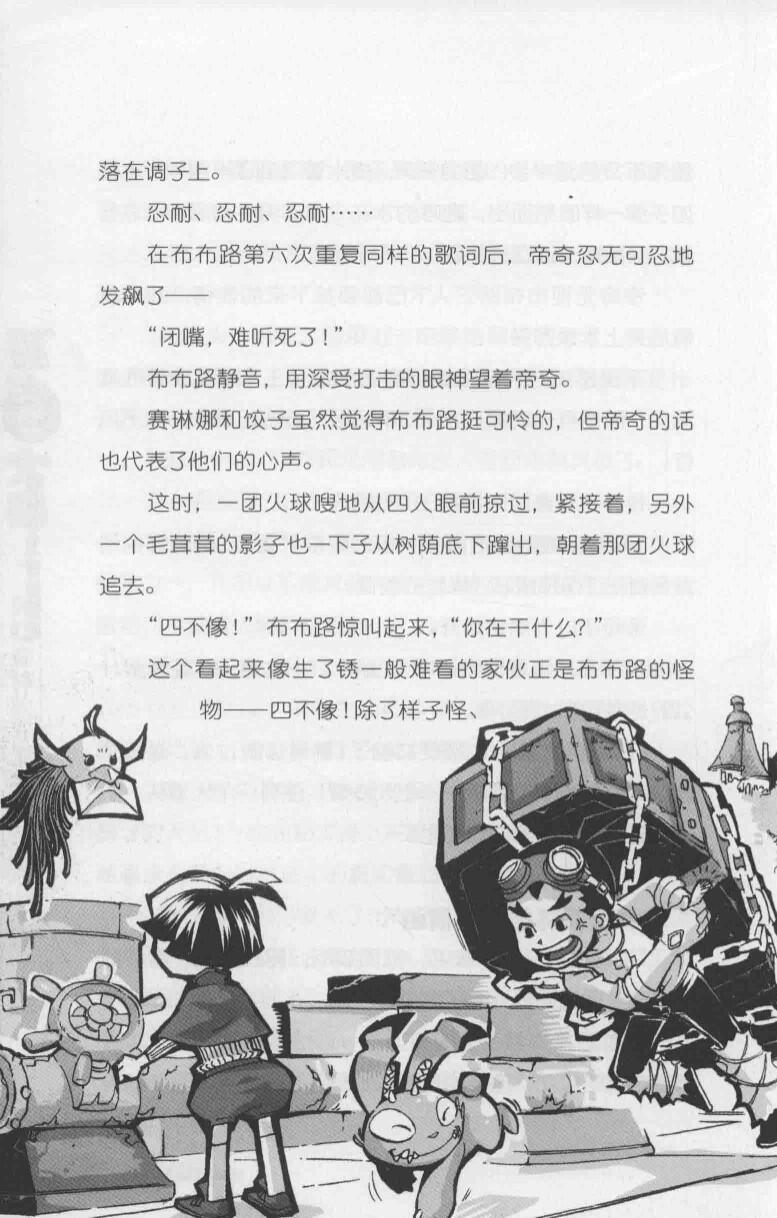 落在调子上。
忍耐、忍耐、忍耐……
在布布路第六次重复同样的歌词后，帝奇忍无可忍地
发飙了——
“闭嘴，难听死了！”
布布路静音，用深受打击的眼神望着帝奇。
赛琳娜和饺子虽然觉得布布路挺可怜的，但帝奇的话
也代表了他们的心声。
这时，一团火球嗖地从四人眼前掠过，紧接着，另外
一个毛茸茸的影子也一下子从树荫底下蹿出，朝着那团火球
追去。
“四不像！”布布路惊叫起来，“你在干什么？”
这个看起来像生了锈一般难看的家伙正是布布路的怪
物——四不像！除了样子怪、